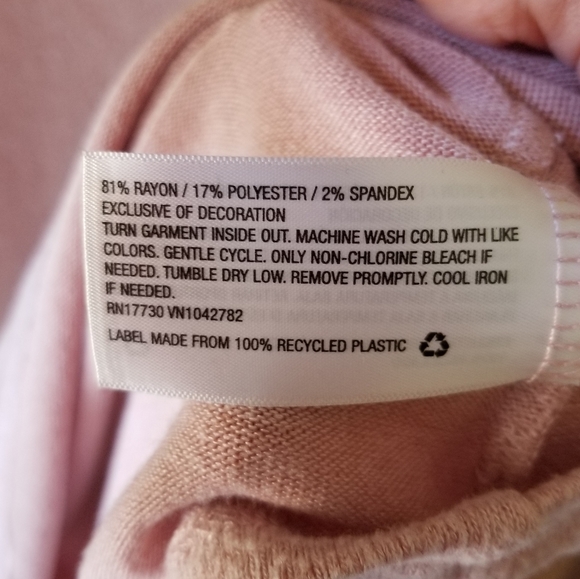 81% RAYON / 17% POLYESTER / 2% SPANDEX
EXCLUSIVE OF DECORATION
TURN GARMENT INSIDE OUT. MACHINE WASH COLD WITH LIKE
COLORS. GENTLE CYCLE. ONLY NON-CHLORINE BLEACH IF
NEEDED. TUMBLE DRY LOW. REMOVE PROMPTLY. COOL IRON
IF NEEDED.
RN17730 VN1042782
LABEL MADE FROM 100% RECYCLED PLASTIC